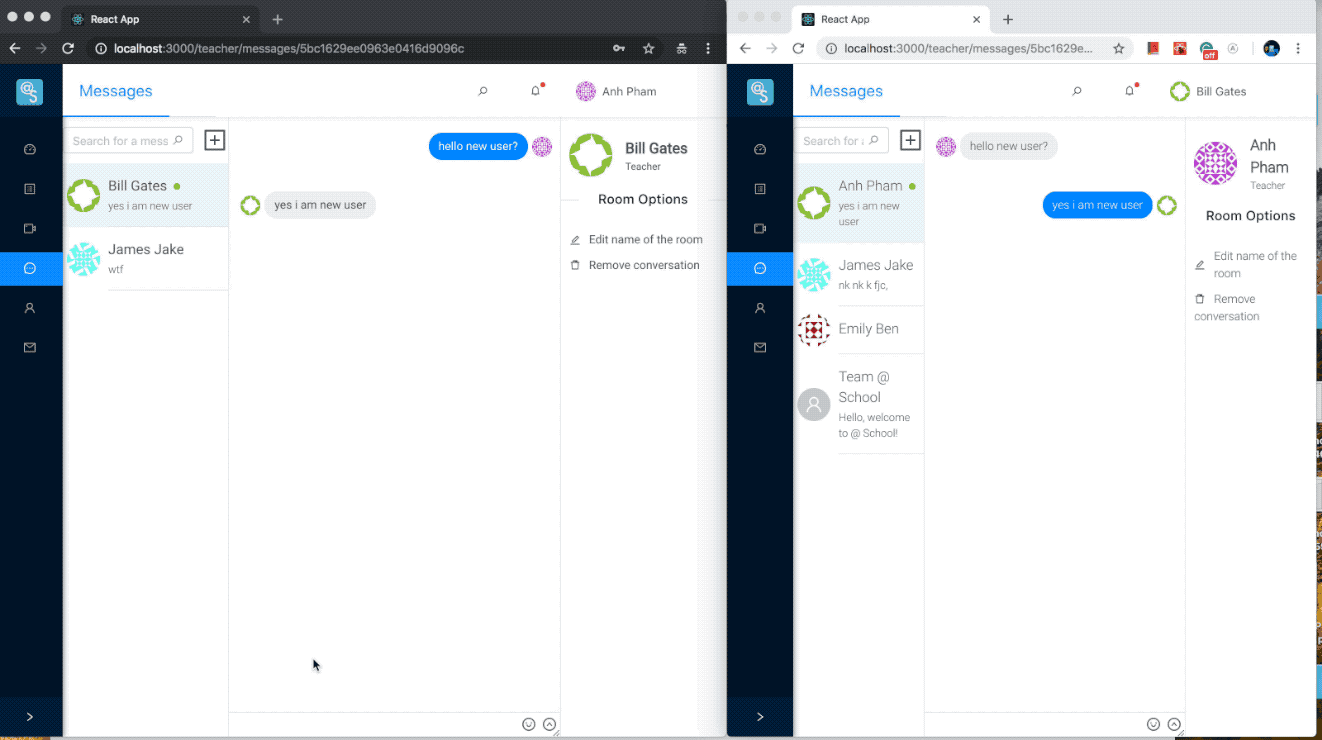 React App
localhost:3000/teacher/messages/5bc1629ee0963e0416d9096c
Messages
Anh Pham
Search for a mess
hello new user?
Bill Gates
yes i am new user
yes i am new user
James Jake
wtf
Bill Gates
Teacher
Room Options
Edit name of the room
Remove conversation
React App
localhost:3000/teacher/messages/5bc1629e...
off
Messages
Bill Gates
Search for a
hello new user?
Anh Pham
yes i am new
user
yes i am new user
James Jake
nk nk k fjc,
Emily Ben
Team @
School
Hello, welcome
to @ School!
Anh
Pham
Teacher
Room Options
Edit name of the
room
Remove
conversation